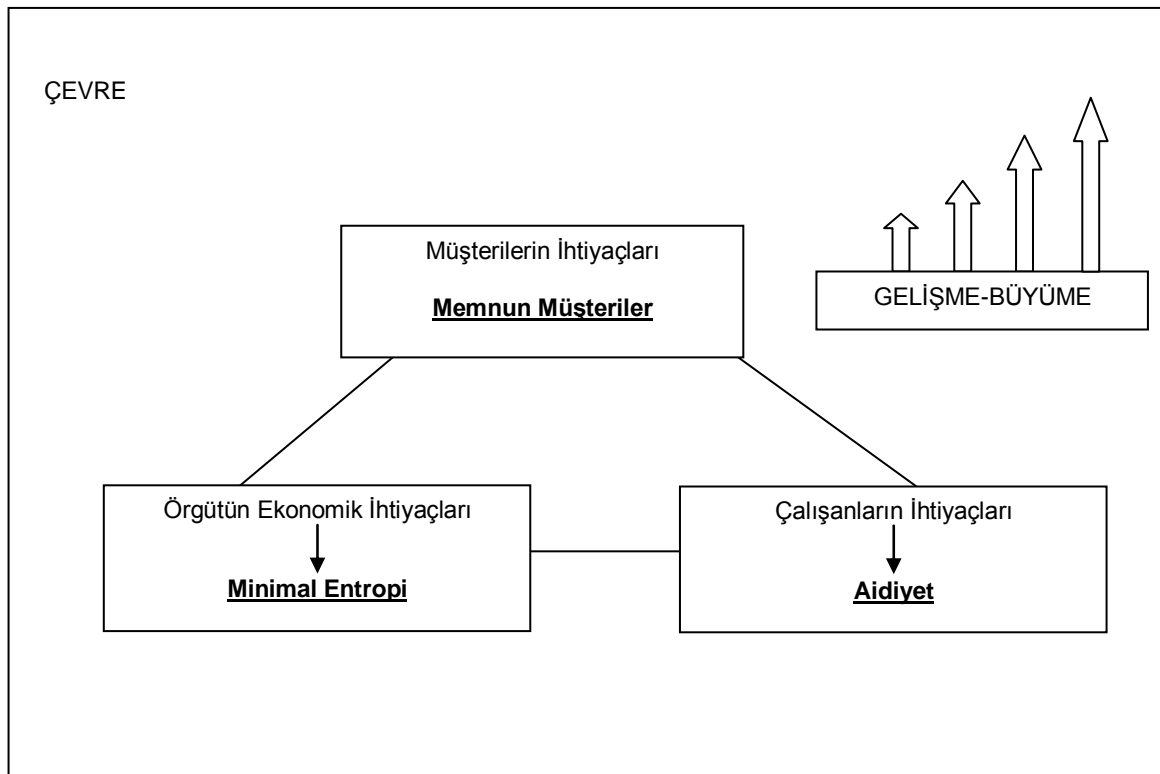 ÇEVRE
Müşterilerin İhtiyaçları
Memnun Müşteriler
GELİŞME-BÜYÜME
Örgütün Ekonomik İhtiyaçları
Minimal Entropi
Çalışanların İhtiyaçları
Aidiyet